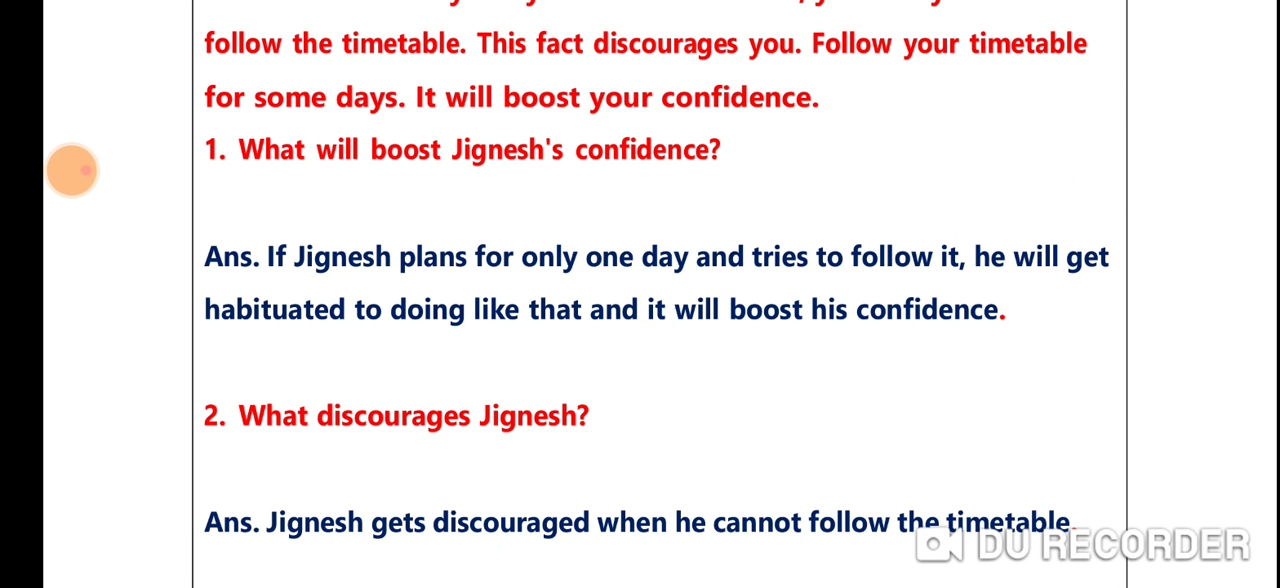 follow the timetable. This fact discourages you. Follow your timetable
for some days. It will boost your confidence.
1. What will boost Jignesh's confidence?
Ans. If Jignesh plans for only one day and tries to follow it, he will get
habituated to doing like that and it will boost his confidence.
2. What discourages Jignesh?
Ans. Jignesh gets discouraged when he cannot follow the timetable.
DU RECORDER